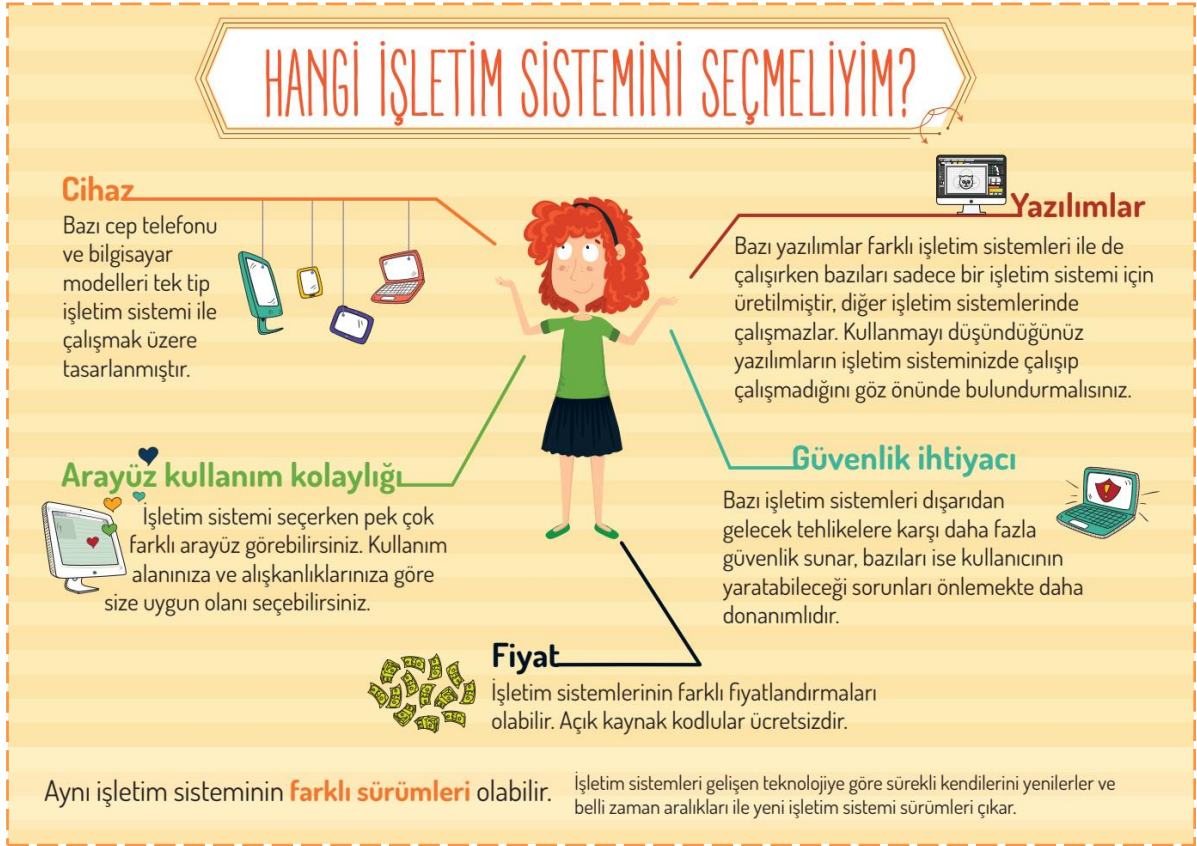 HANGİ İŞLETİM SİSTEMİNİ SEÇMELİYİM?
Cihaz
Bazı cep telefonu
ve bilgisayar
modelleri tek tip
işletim sistemi ile
çalışmak üzere
tasarlanmıştır.
Yazılımlar
Bazı yazılımlar farklı işletim sistemleri ile de
çalışırken bazıları sadece bir işletim sistemi için
üretilmiştir, diğer işletim sistemlerinde
çalışmazlar. Kullanmayı düşündüğünüz
yazılımların işletim sisteminizde çalışıp
çalışmadığını göz önünde bulundurmalısınız.
Arayüz kullanım kolaylığı
İşletim sistemi seçerken pek çok
farklı arayüz görebilirsiniz. Kullanım
alanınıza ve alışkanlıklarınıza göre
size uygun olanı seçebilirsiniz.
Güvenlik ihtiyacı
Bazı işletim sistemleri dışarıdan
gelecek tehlikelere karşı daha fazla
güvenlik sunar, bazıları ise kullanıcının
yaratabileceği sorunları önlemekte daha
donanımlıdır.
Fiyat
İşletim sistemlerinin farklı fiyatlandırmaları
olabilir. Açık kaynak kodlular ücretsizdir.
Aynı işletim sisteminin farklı sürümleri olabilir.
İşletim sistemleri gelişen teknolojiye göre sürekli kendilerini yenilerler ve
belli zaman aralıkları ile yeni işletim sistemi sürümleri çıkar.